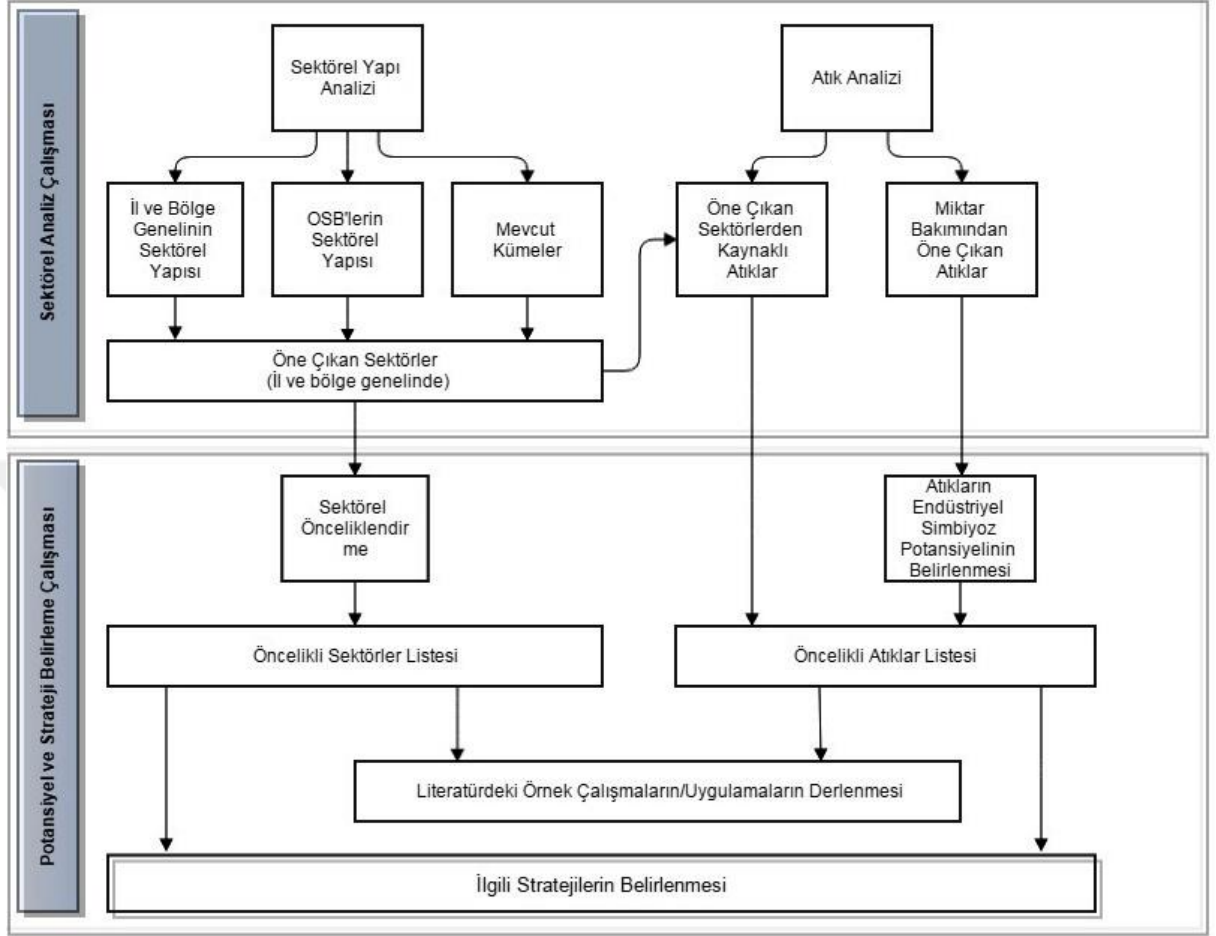 Sektörel Analiz Çalışması
Sektörel Yapı
Analizi
Atık Analizi
İl ve Bölge
Genelinin
Sektörel
Yapısı
OSB'lerin
Sektörel
Yapısı
Mevcut
Kümeler
Öne Çıkan
Sektörlerden
Kaynaklı
Atıklar
Miktar
Bakımından
Öne Çıkan
Atıklar
Öne Çıkan Sektörler
(İl ve bölge genelinde)
Potansiyel ve Strateji Belirleme Çalışması
Sektörel
Önceliklendir
me
Atıkların
Endüstriyel
Simbiyoz
Potansiyelinin
Belirlenmesi
Öncelikli Sektörler Listesi
Öncelikli Atıklar Listesi
Literatürdeki Örnek Çalışmaların/Uygulamaların Derlenmesi
İlgili Stratejilerin Belirlenmesi